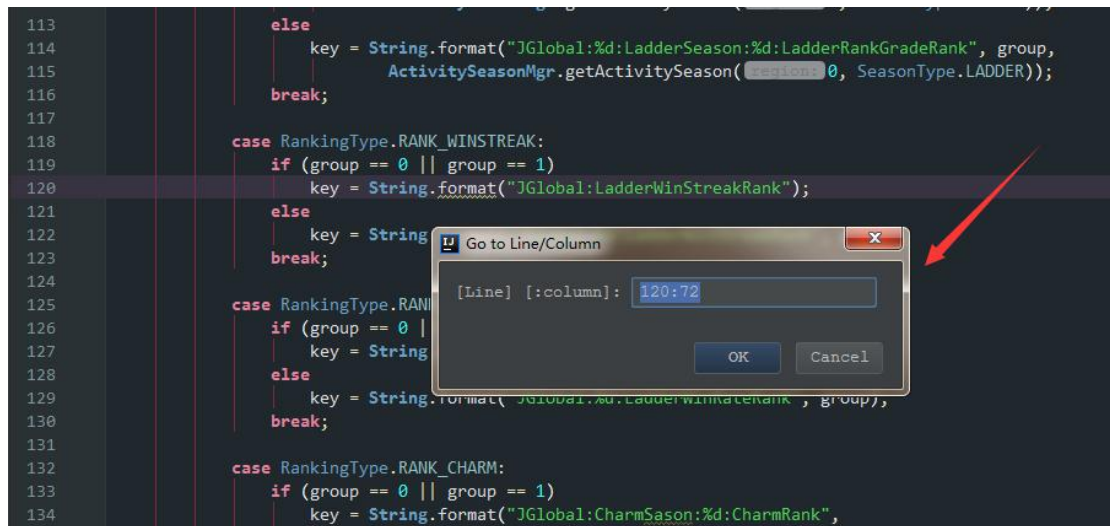 113 else
114 key = String.format("JGlobal:%d:LadderSeason:%d:LadderRankGradeRank", group,
115 ActivitySeasonMgr.getActivitySeason( region: 0, SeasonType.LADDER));
116 break;
117
118 case RankingType.RANK_WINSTREAK:
119 if (group == 0 || group == 1)
120 key = String.format("JGlobal:LadderWinStreakRank");
121 else
122 key = String
Go to Line/Column
123 break;
124
[Line] [:column]: 120:72
125 case RankingType.RAN
126 if (group == 0 |
127 key = String
OK Cancel
128 else
129 key = String.format("JGlobal:%d:LadderWinRateRank", group);
130 break;
131
132 case RankingType.RANK_CHARM:
133 if (group == 0 || group == 1)
134 key = String.format("JGlobal:CharmSason:%d:CharmRank",